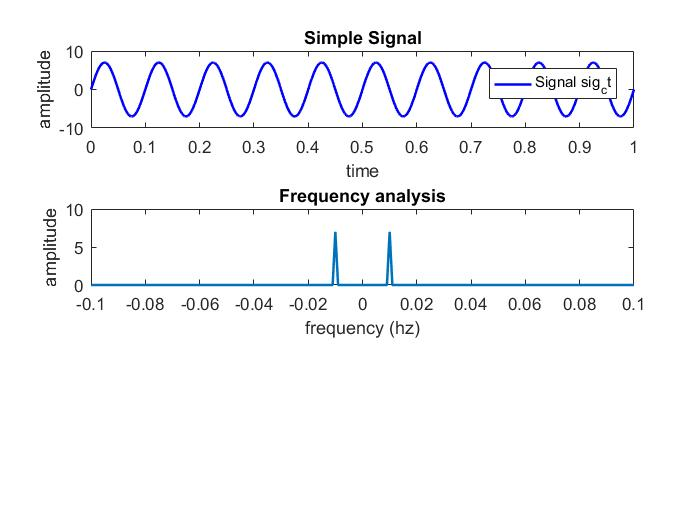 Simple Signal
10
0
-10
amplitude
Signal sig_ct
0 0.1 0.2 0.3 0.4 0.5 0.6 0.7 0.8 0.9 1
time
Frequency analysis
10
5
0
amplitude
-0.1 -0.08 -0.06 -0.04 -0.02 0 0.02 0.04 0.06 0.08 0.1
frequency (hz)